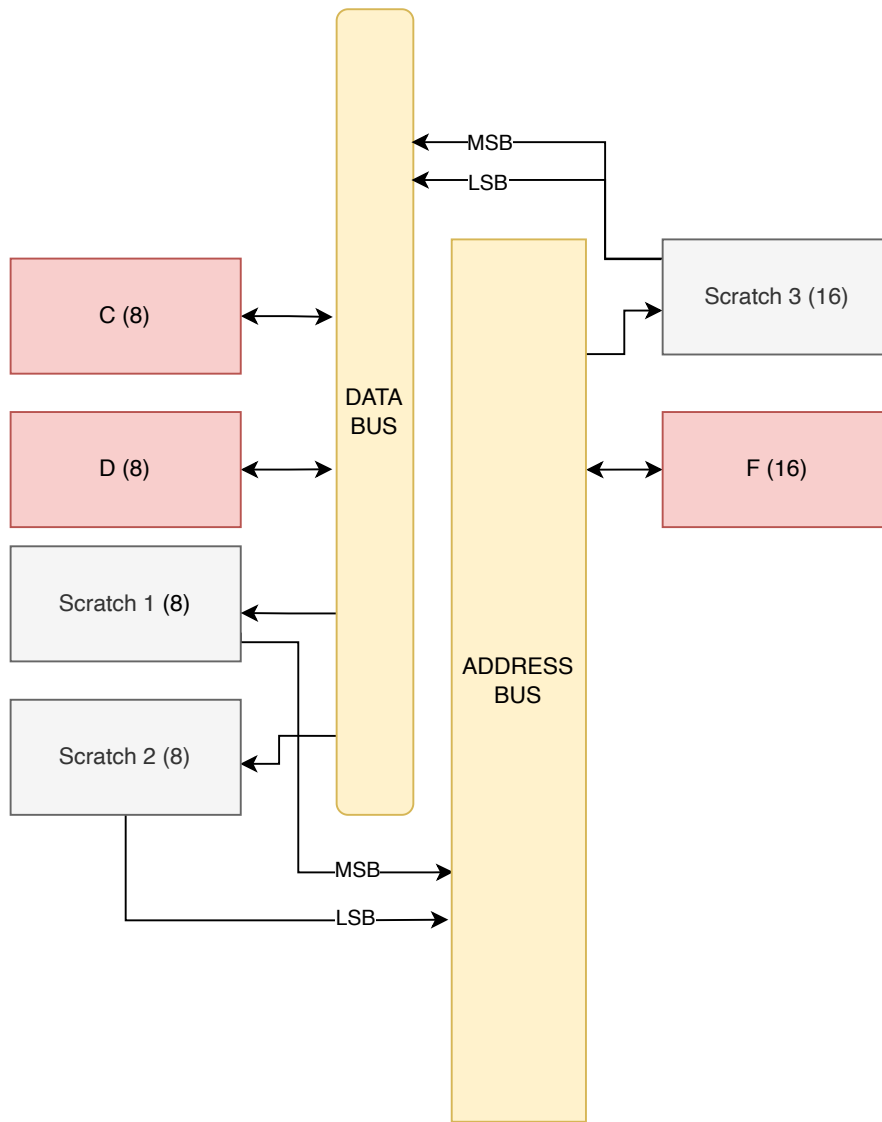 MSB
LSB
C (8)
Scratch 3 (16)
DATA
BUS
D (8)
F (16)
Scratch 1 (8)
ADDRESS
BUS
Scratch 2 (8)
MSB
LSB